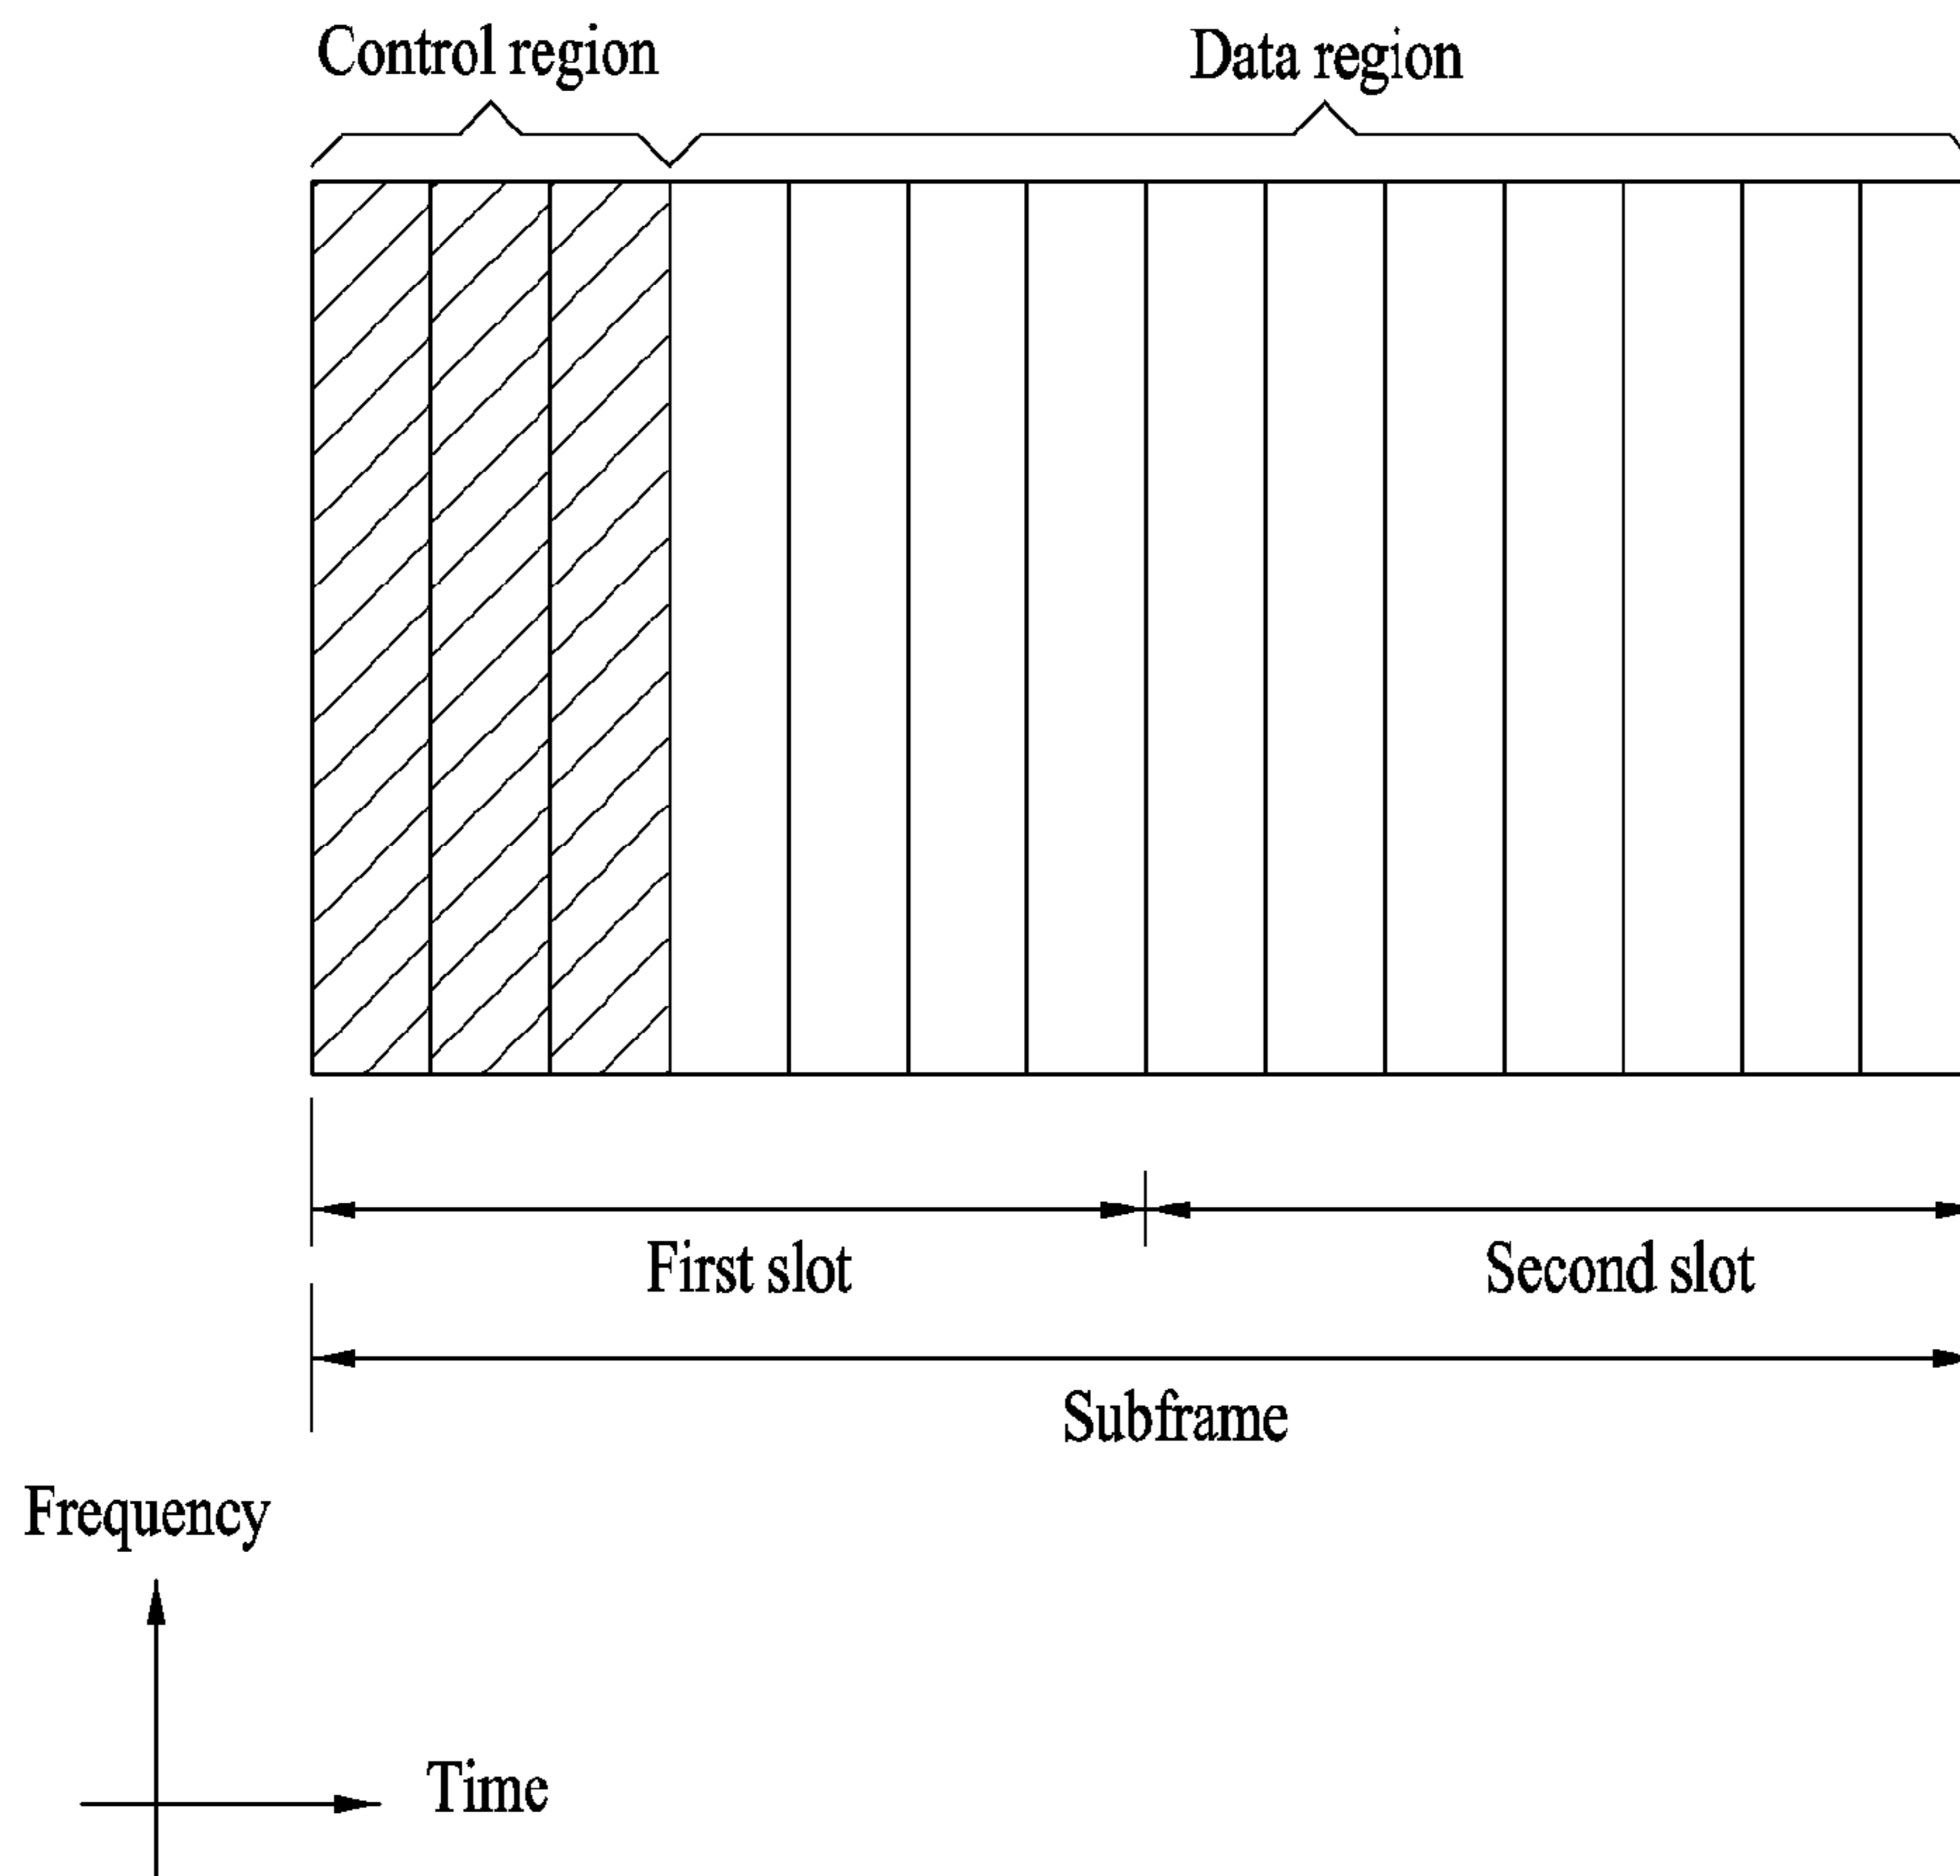 Control region
Data region
First slot
Second slot
Subframe
Frequency
Time